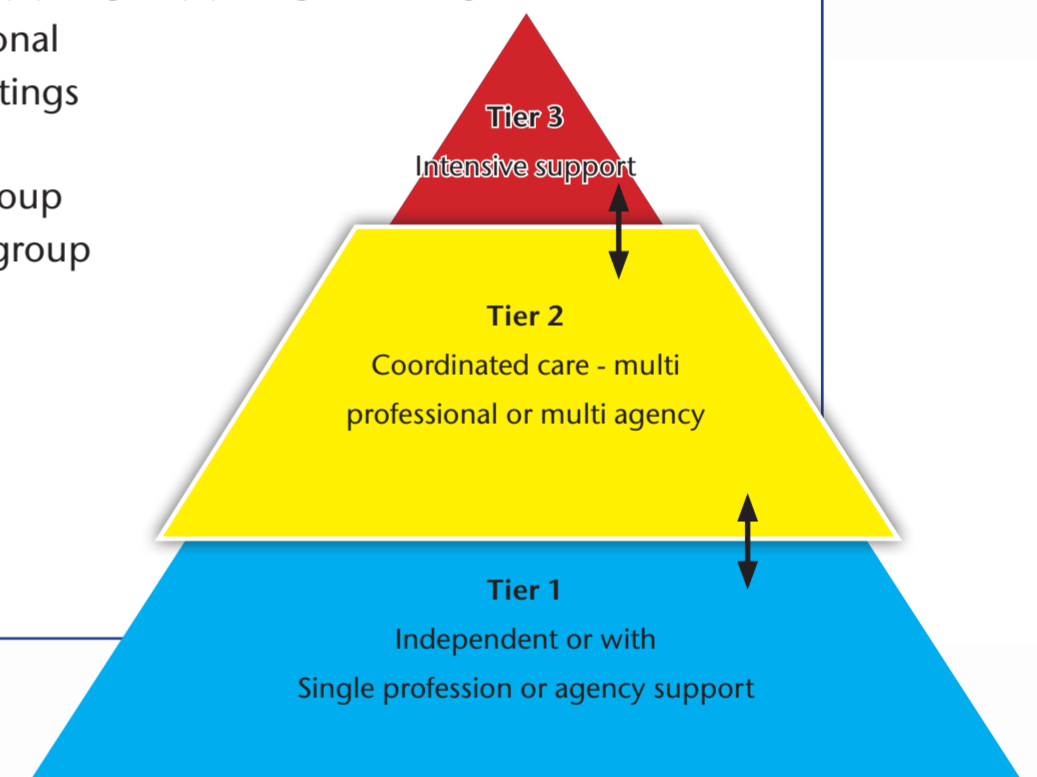 onal
tings
oup
group
Tier 3
Intensive support
Tier 2
Coordinated care - multi
professional or multi agency
Tier 1
Independent or with
Single profession or agency support